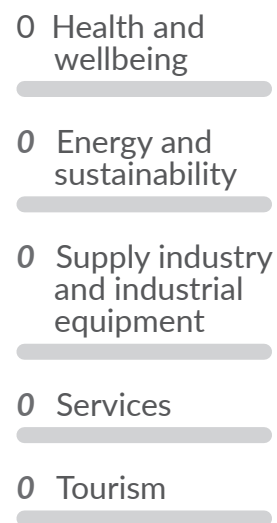 0 Health and
wellbeing
0 Energy and
sustainability
0 Supply industry
and industrial
equipment
0 Services
0 Tourism